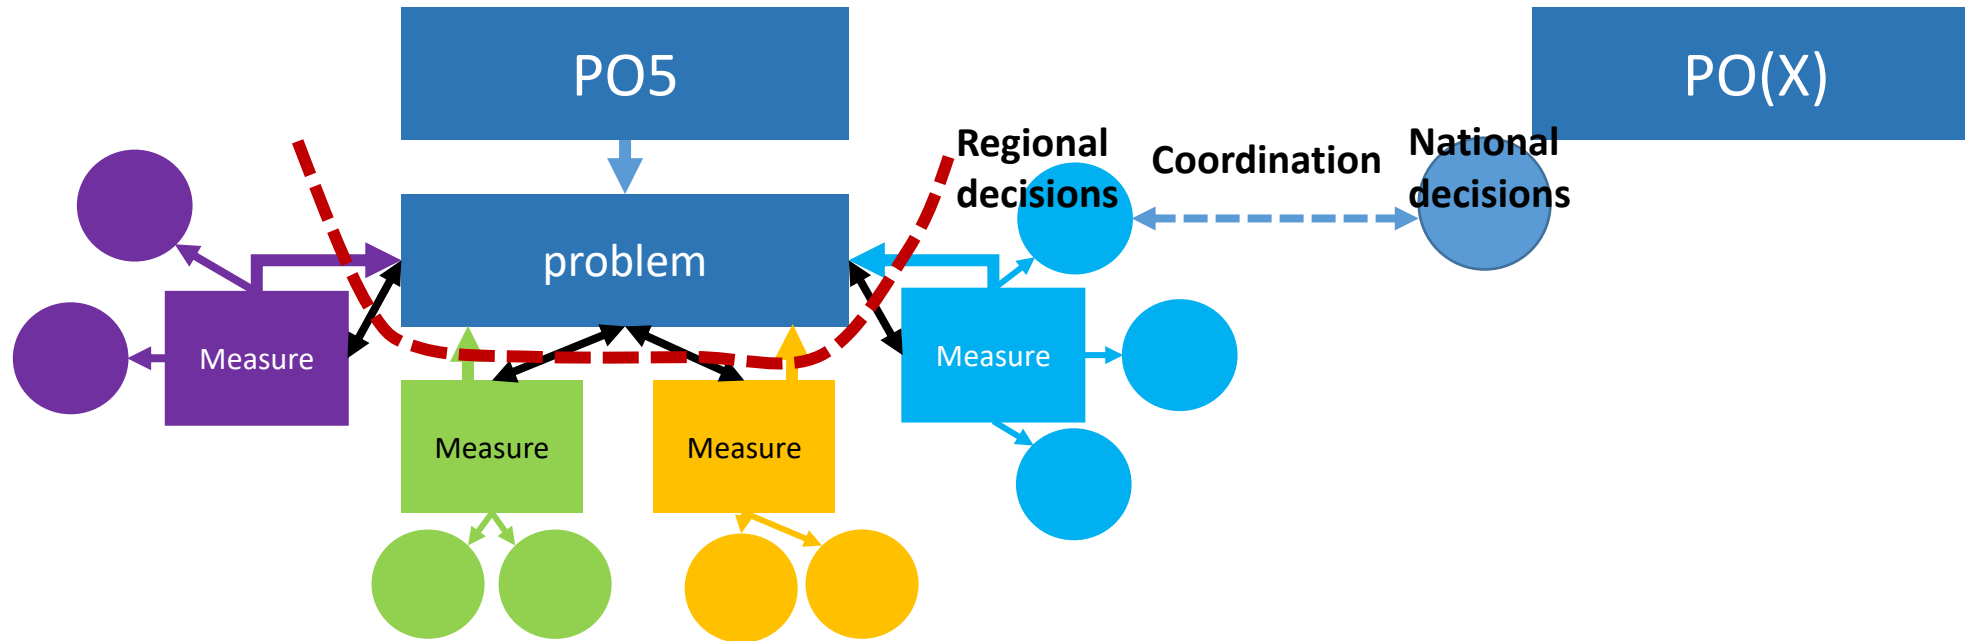 PO5
PO(X)
Regional
decisions
Coordination
National
decisions
problem
Measure
Measure
Measure
Measure